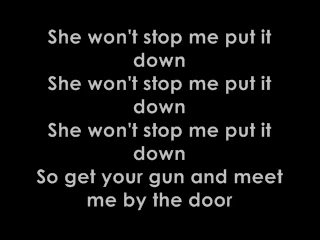 She won't stop me put it
down
She won't stop me put it
down
She won't stop me put it
down
So get your gun and meet
me by the door